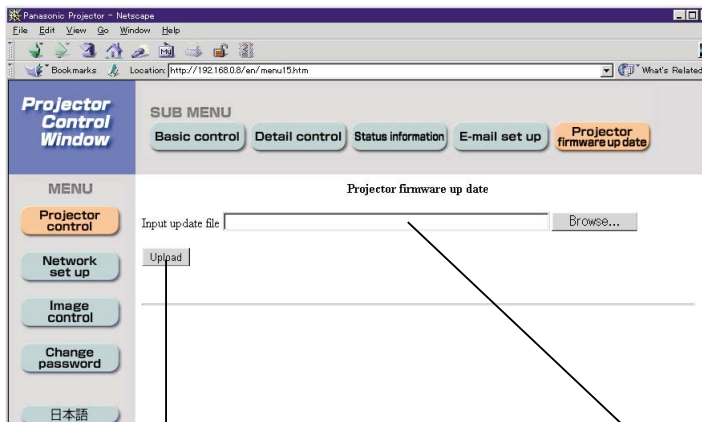 Panasonic Projector - Netscape
File Edit View Go Window Help
Bookmarks Location: http://192.168.0.8/en/menu15.htm What's Related
Projector
Control
Window
SUB MENU
Basic control Detail control Status information E-mail set up Projector
firmware up date
MENU
Projector
control
Network
set up
Image
control
Change
password
日本語
Projector firmware up date
Input update file Browse...
Upload